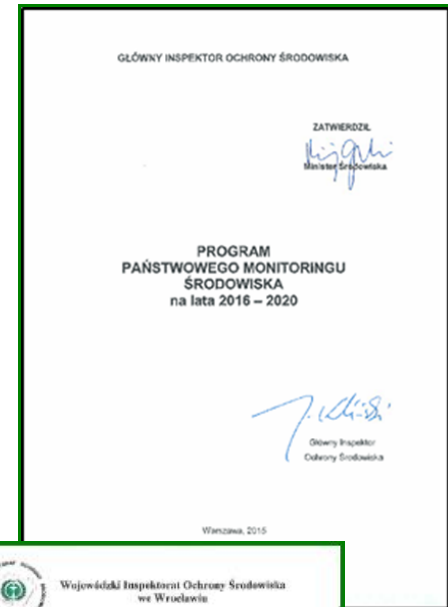 GŁÓWNY INSPEKTOR OCHRONY ŚRODOWISKA
ZATWIERDZIŁ
Minister Środowiska
PROGRAM
PAŃSTWOWEGO MONITORINGU
ŚRODOWISKA
na lata 2016 – 2020
Główny Inspektor
Ochrony Środowiska
Warszawa, 2015
Wojewódzki Inspektorat Ochrony Środowiska
we Wrocławiu